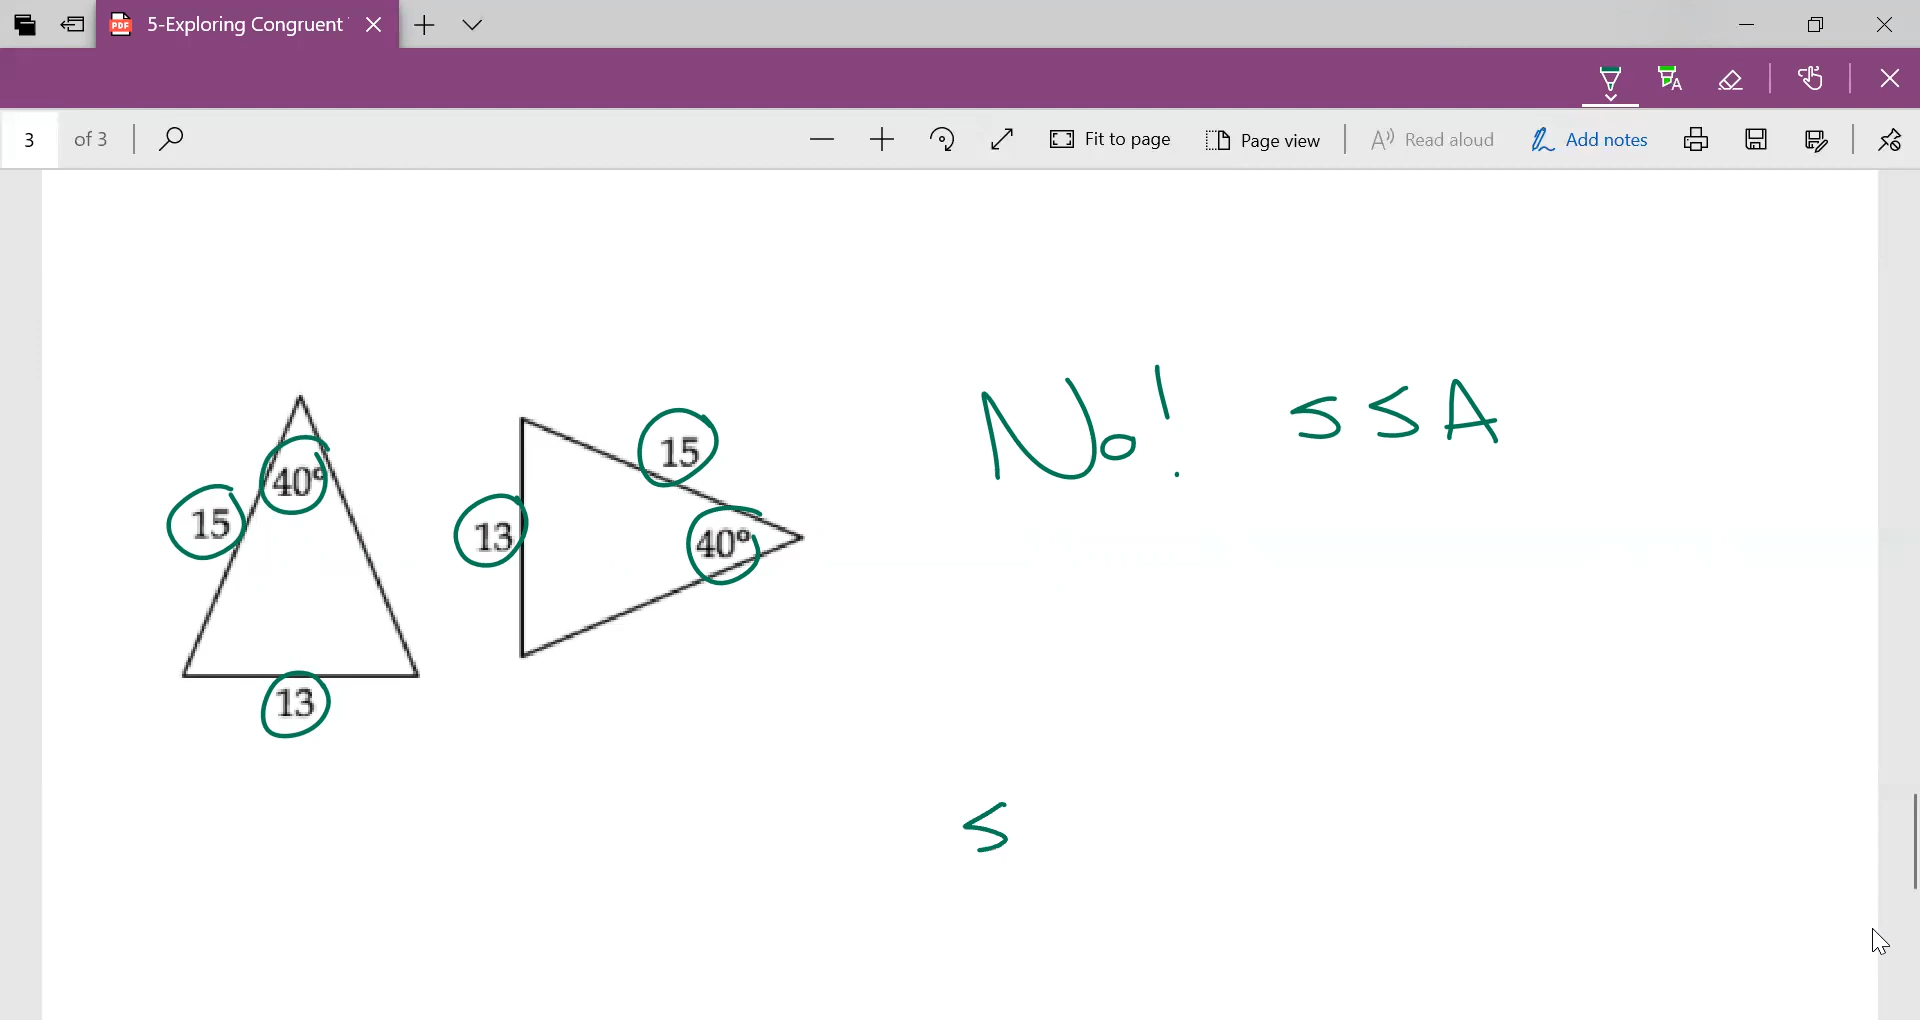 5-Exploring Congruent
3 of 3
Fit to page
Page view
Read aloud
Add notes
No! SSA
15
40°
15
13
40°
13
S